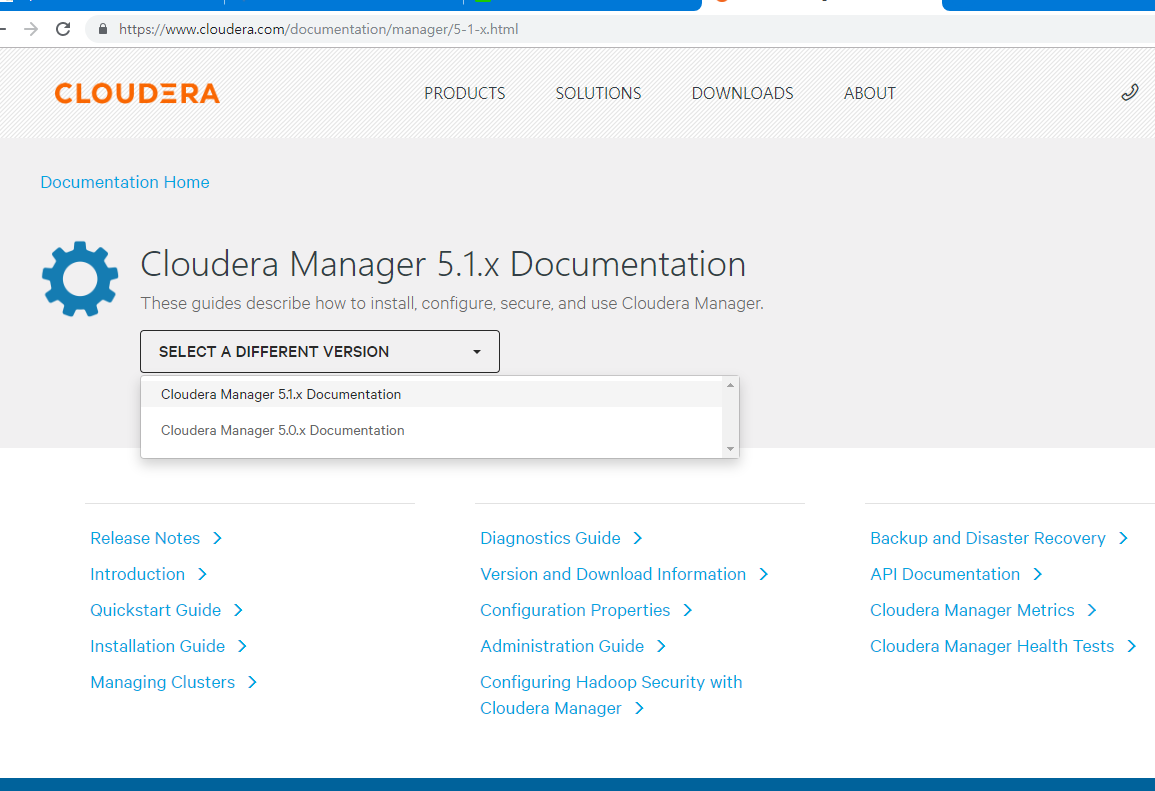 https://www.cloudera.com/documentation/manager/5-1-x.html
CLOUDERA
PRODUCTS
SOLUTIONS
DOWNLOADS
ABOUT
Documentation Home
Cloudera Manager 5.1.x Documentation
These guides describe how to install, configure, secure, and use Cloudera Manager.
SELECT A DIFFERENT VERSION
Cloudera Manager 5.1.x Documentation
Cloudera Manager 5.0.x Documentation
Release Notes
Introduction
Quickstart Guide
Installation Guide
Managing Clusters
Diagnostics Guide
Version and Download Information
Configuration Properties
Administration Guide
Configuring Hadoop Security with
Cloudera Manager
Backup and Disaster Recovery
API Documentation
Cloudera Manager Metrics
Cloudera Manager Health Tests